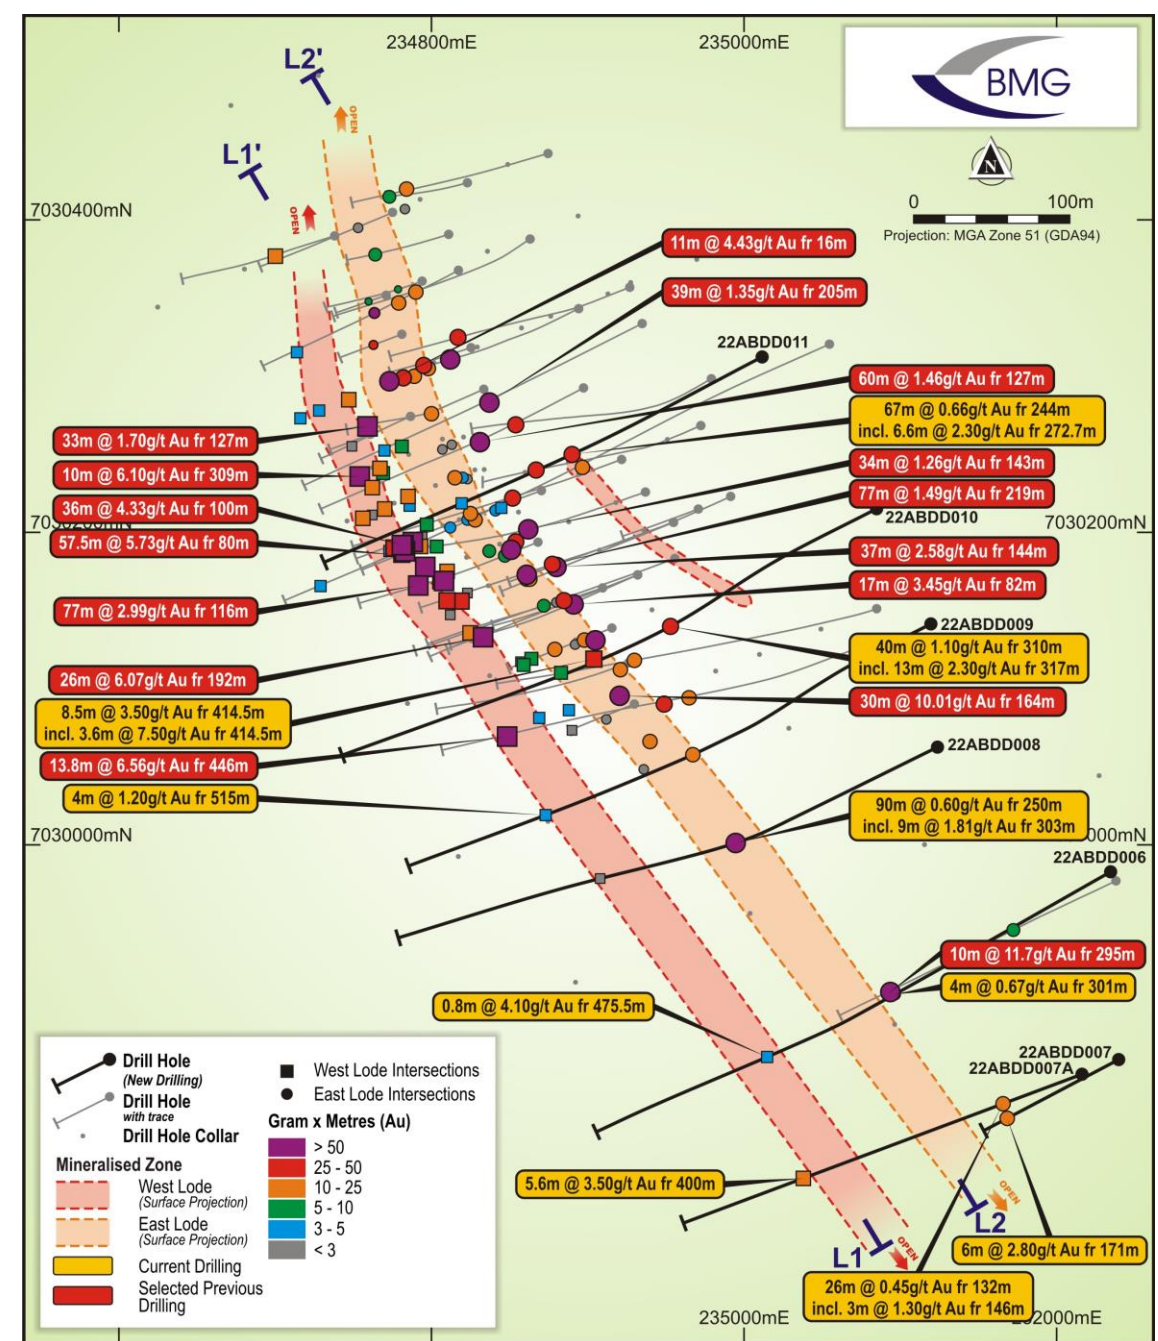 234800mE
235000mE
L2'
BMG
OPEN
L1'
N
7030400mN
OPEN
0
100m
Projection: MGA Zone 51 (GDA94)
11m @ 4.43g/t Au fr 16m
39m @ 1.35g/t Au fr 205m
22ABDD011
60m @ 1.46g/t Au fr 127m
67m @ 0.66g/t Au fr 244m
incl. 6.6m @ 2.30g/t Au fr 272.7m
33m @ 1.70g/t Au fr 127m
34m @ 1.26g/t Au fr 143m
10m @ 6.10g/t Au fr 309m
77m @ 1.49g/t Au fr 219m
36m @ 4.33g/t Au fr 100m
22ABDD010
7030200mN
7030200mN
57.5m @ 5.73g/t Au fr 80m
37m @ 2.58g/t Au fr 144m
17m @ 3.45g/t Au fr 82m
77m @ 2.99g/t Au fr 116m
22ABDD009
40m @ 1.10g/t Au fr 310m
incl. 13m @ 2.30g/t Au fr 317m
26m @ 6.07g/t Au fr 192m
30m @ 10.01g/t Au fr 164m
8.5m @ 3.50g/t Au fr 414.5m
incl. 3.6m @ 7.50g/t Au fr 414.5m
22ABDD008
13.8m @ 6.56g/t Au fr 446m
4m @ 1.20g/t Au fr 515m
90m @ 0.60g/t Au fr 250m
incl. 9m @ 1.81g/t Au fr 303m
7030000mN
000mN
22ABDD006
10m @ 11.7g/t Au fr 295m
4m @ 0.67g/t Au fr 301m
0.8m @ 4.10g/t Au fr 475.5m
22ABDD007
22ABDD007A
5.6m @ 3.50g/t Au fr 400m
OPEN
L2
6m @ 2.80g/t Au fr 171m
L1
OPEN
26m @ 0.45g/t Au fr 132m
incl. 3m @ 1.30g/t Au fr 146m
235000mE
2000mE
Drill Hole
(New Drilling)
Drill Hole
with trace
Drill Hole Collar
Mineralised Zone
West Lode
(Surface Projection)
East Lode
(Surface Projection)
Current Drilling
Selected Previous
Drilling
West Lode Intersections
East Lode Intersections
Gram x Metres (Au)
> 50
25 - 50
10 - 25
5 - 10
3 - 5
< 3